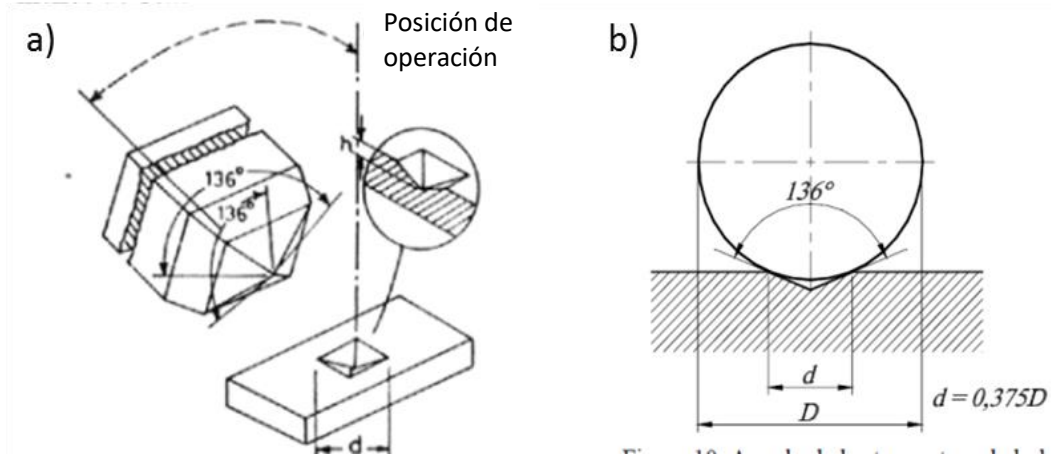 a)
Posición de
operación
h
136°
136°
d
b)
136°
d
D
d = 0,375D